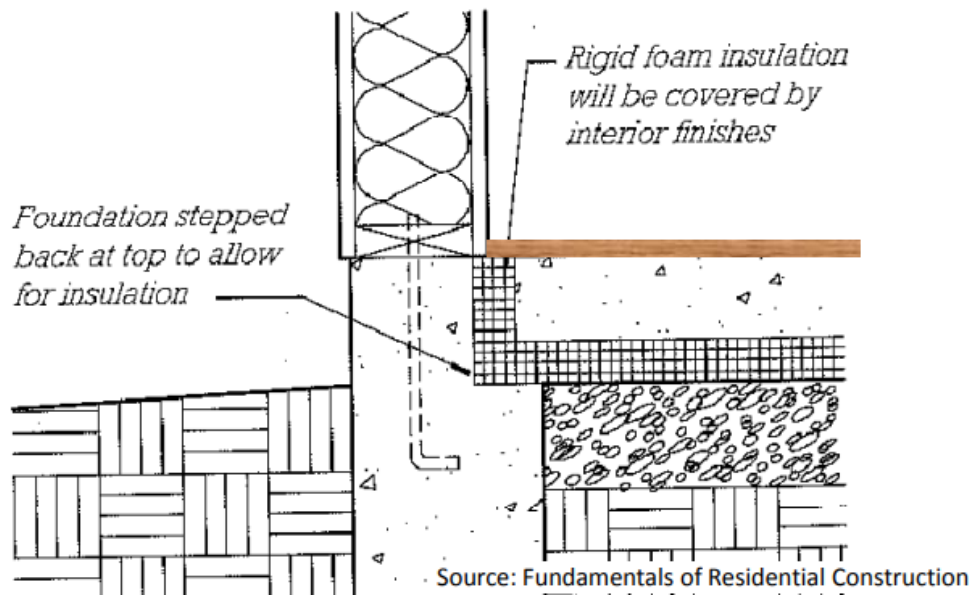 Rigid foam insulation
will be covered by
interior finishes
Foundation stepped
back at top to allow
for insulation
Source: Fundamentals of Residential Construction